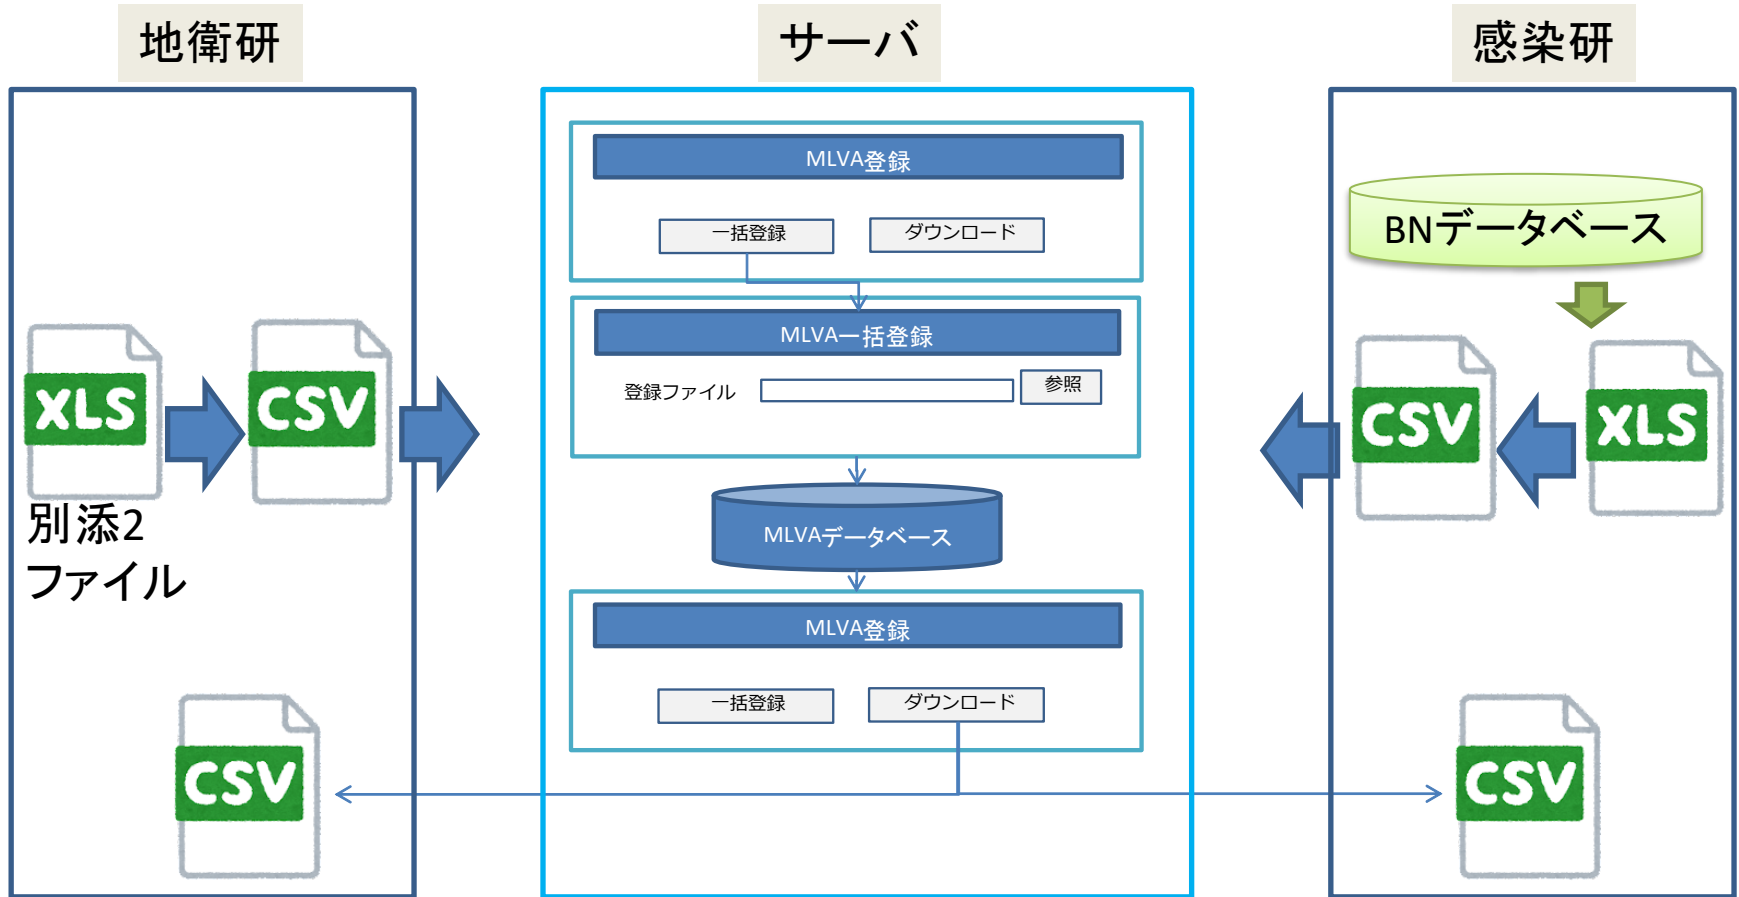 地衛研
サーバ
感染研
MLVA登録
一括登録
ダウンロード
BNデータベース
MLVA一括登録
登録ファイル
参照
XLS
CSV
CSV
XLS
別添2
ファイル
MLVAデータベース
MLVA登録
一括登録
ダウンロード
CSV
CSV